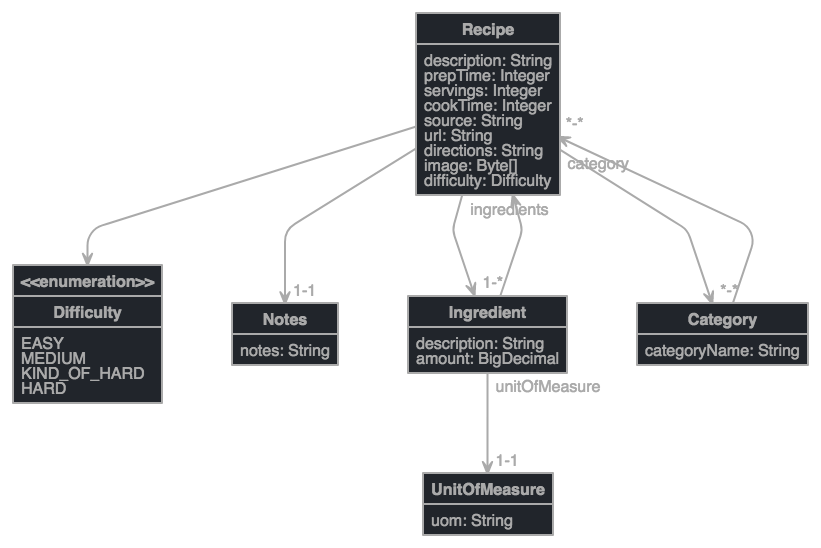 Recipe
description: String
prepTime: Integer
servings: Integer
cookTime: Integer
source: String
url: String
directions: String
image: Byte[]
difficulty: Difficulty
*-*
category
ingredients
<<enumeration>>
Difficulty
EASY
MEDIUM
KIND_OF_HARD
HARD
1-1
Notes
notes: String
1-*
Ingredient
description: String
amount: BigDecimal
*-*
Category
categoryName: String
unitOfMeasure
1-1
UnitOfMeasure
uom: String